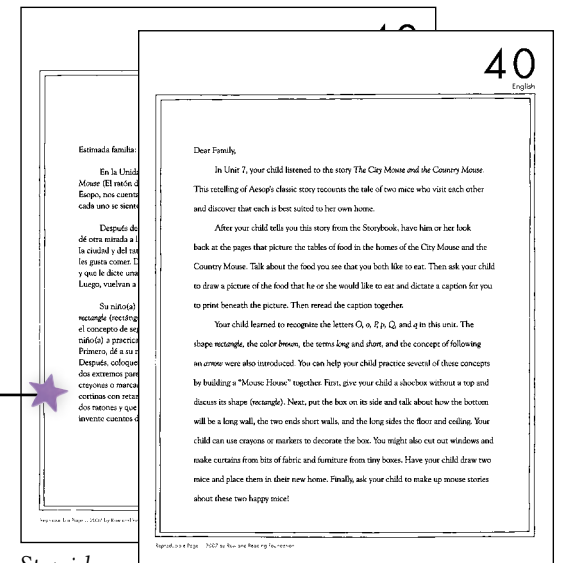 40
Estimada familia:
En la Unida
Mouse (El ratón d
Esopo, nos cuenta
cada uno se siente
Después de
dé otra mirada a l
la ciudad y del rat
les gusta comer. D
y que le dicte una
Luego, vuelvan a
Su niño(a)
rectangle (rectáng
el concepto de seg
niño(a) a practica
Primero, dé a su n
Después, coloque
dos extremos pare
creyones o marcad
cortinas con retaz
dos ratones y que
invente cuentos d
40
English
Dear Family,
In Unit 7, your child listened to the story The City Mouse and the Country Mouse.
This retelling of Aesop's classic story recounts the tale of two mice who visit each other
and discover that each is best suited to her own home.
After your child tells you this story from the Storybook, have him or her look
back at the pages that picture the tables of food in the homes of the City Mouse and the
Country Mouse. Talk about the food you see that you both like to eat. Then ask your child
to draw a picture of the food that he or she would like to eat and dictate a caption for you
to print beneath the picture. Then reread the caption together.
Your child learned to recognize the letters O, o, P, p, Q, and q in this unit. The
shape rectangle, the color brown, the terms long and short, and the concept of following
an arrow were also introduced. You can help your child practice several of these concepts
by building a "Mouse House" together. First, give your child a shoebox without a top and
discuss its shape (rectangle). Next, put the box on its side and talk about how the bottom
will be a long wall, the two ends short walls, and the long sides the floor and ceiling. Your
child can use crayons or markers to decorate the box. You might also cut out windows and
make curtains from bits of fabric and furniture from tiny boxes. Have your child draw two
mice and place them in their new home. Finally, ask your child to make up mouse stories
about these two happy mice!
Reproducible Page 2007 by Rowland Reading Foundation